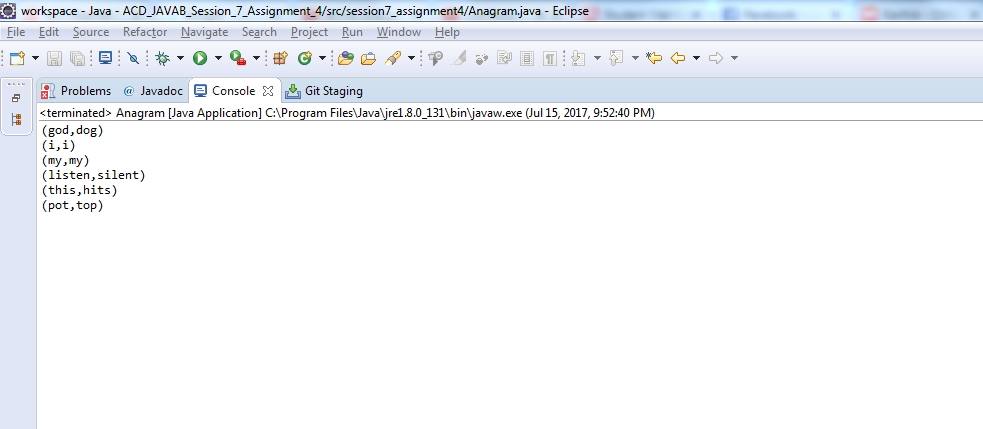 workspace - Java - ACD_JAVAB_Session_7_Assignment_4/src/session7_assignment4/Anagram.java - Eclipse
File Edit Source Refactor Navigate Search Project Run Window Help
Problems @ Javadoc Console Git Staging
<terminated> Anagram [Java Application] C:\Program Files\Java\jre1.8.0_131\bin\javaw.exe (Jul 15, 2017, 9:52:40 PM)
(god,dog)
(i,i)
(my,my)
(listen,silent)
(this,hits)
(pot,top)